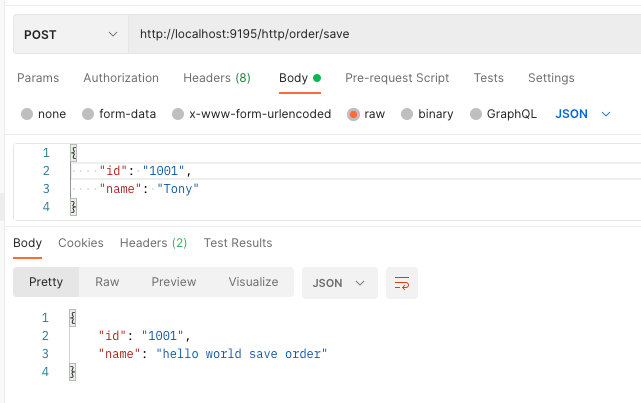 POST http://localhost:9195/http/order/save
Params Authorization Headers (8) Body Pre-request Script Tests Settings
none form-data x-www-form-urlencoded raw binary GraphQL JSON
1 {
2 "id": "1001",
3 "name": "Tony"
4 }
Body Cookies Headers (2) Test Results
Pretty Raw Preview Visualize JSON
1 {
2 "id": "1001",
3 "name": "hello world save order"
4 }